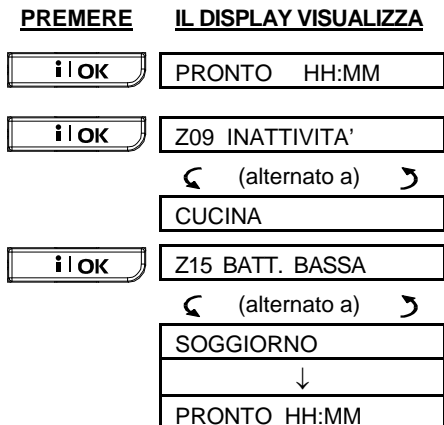 PREMERE IL DISPLAY VISUALIZZA
i OK PRONTO HH:MM
i OK Z09 INATTIVITA'
(alternato a)
CUCINA
i OK Z15 BATT. BASSA
(alternato a)
SOGGIORNO
↓
PRONTO HH:MM